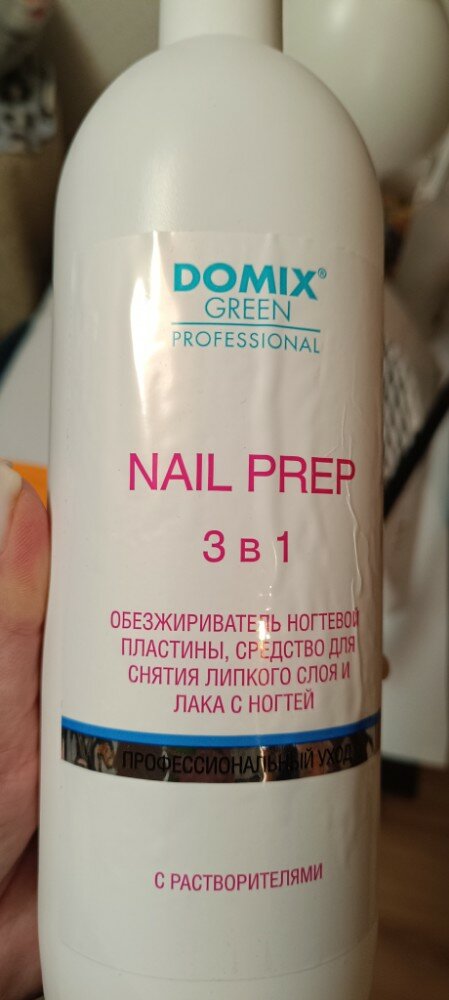 DOMIX®
GREEN
PROFESSIONAL
NAIL PREP
3 в 1
ОБЕЗЖИРИВАТЕЛЬ НОГТЕВОЙ
ПЛАСТИНЫ, СРЕДСТВО ДЛЯ
СНЯТИЯ ЛИПКОГО СЛОЯ И
ЛАКА С НОГТЕЙ
ПРОФЕССИОНАЛЬНЫЙ УХОД
С РАСТВОРИТЕЛЯМИ